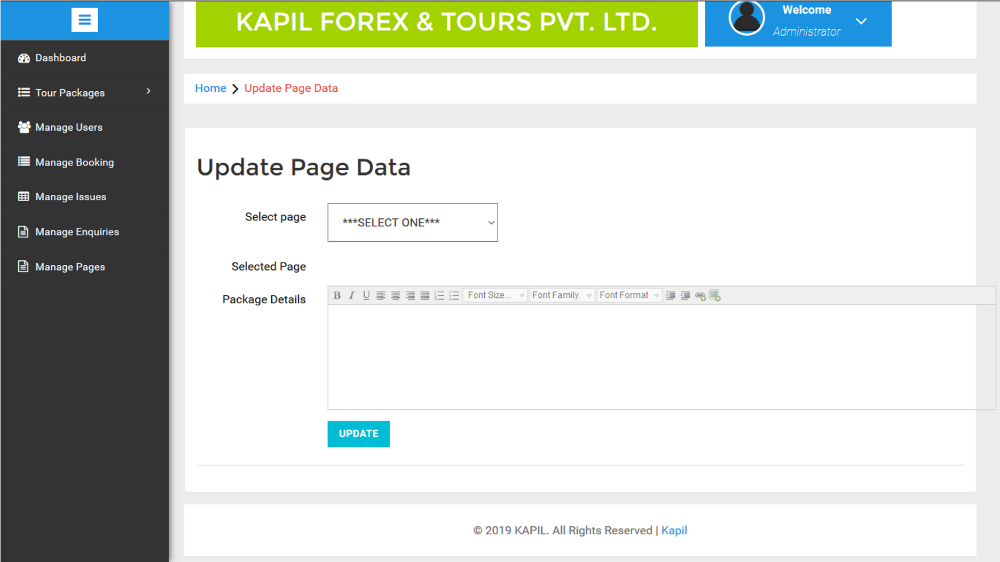 KAPIL FOREX & TOURS PVT. LTD.
Welcome
Administrator
Dashboard
Tour Packages
Manage Users
Manage Booking
Manage Issues
Manage Enquiries
Manage Pages
Home
Update Page Data
Update Page Data
Select page
***SELECT ONE***
Selected Page
Package Details
B I U Font Size... Font Family. Font Format
UPDATE
© 2019 KAPIL. All Rights Reserved | Kapil